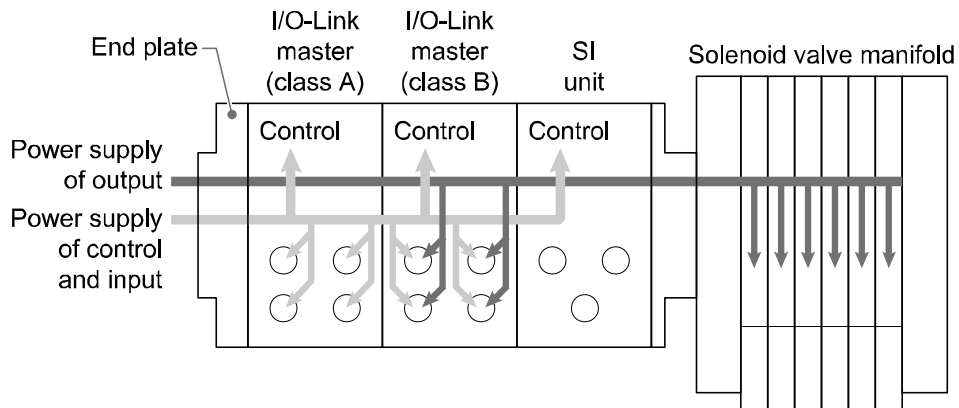 I/O-Link
master
(class A)
I/O-Link
master
(class B)
SI
unit
End plate
Solenoid valve manifold
Control
Control
Control
Power supply
of output
Power supply
of control
and input